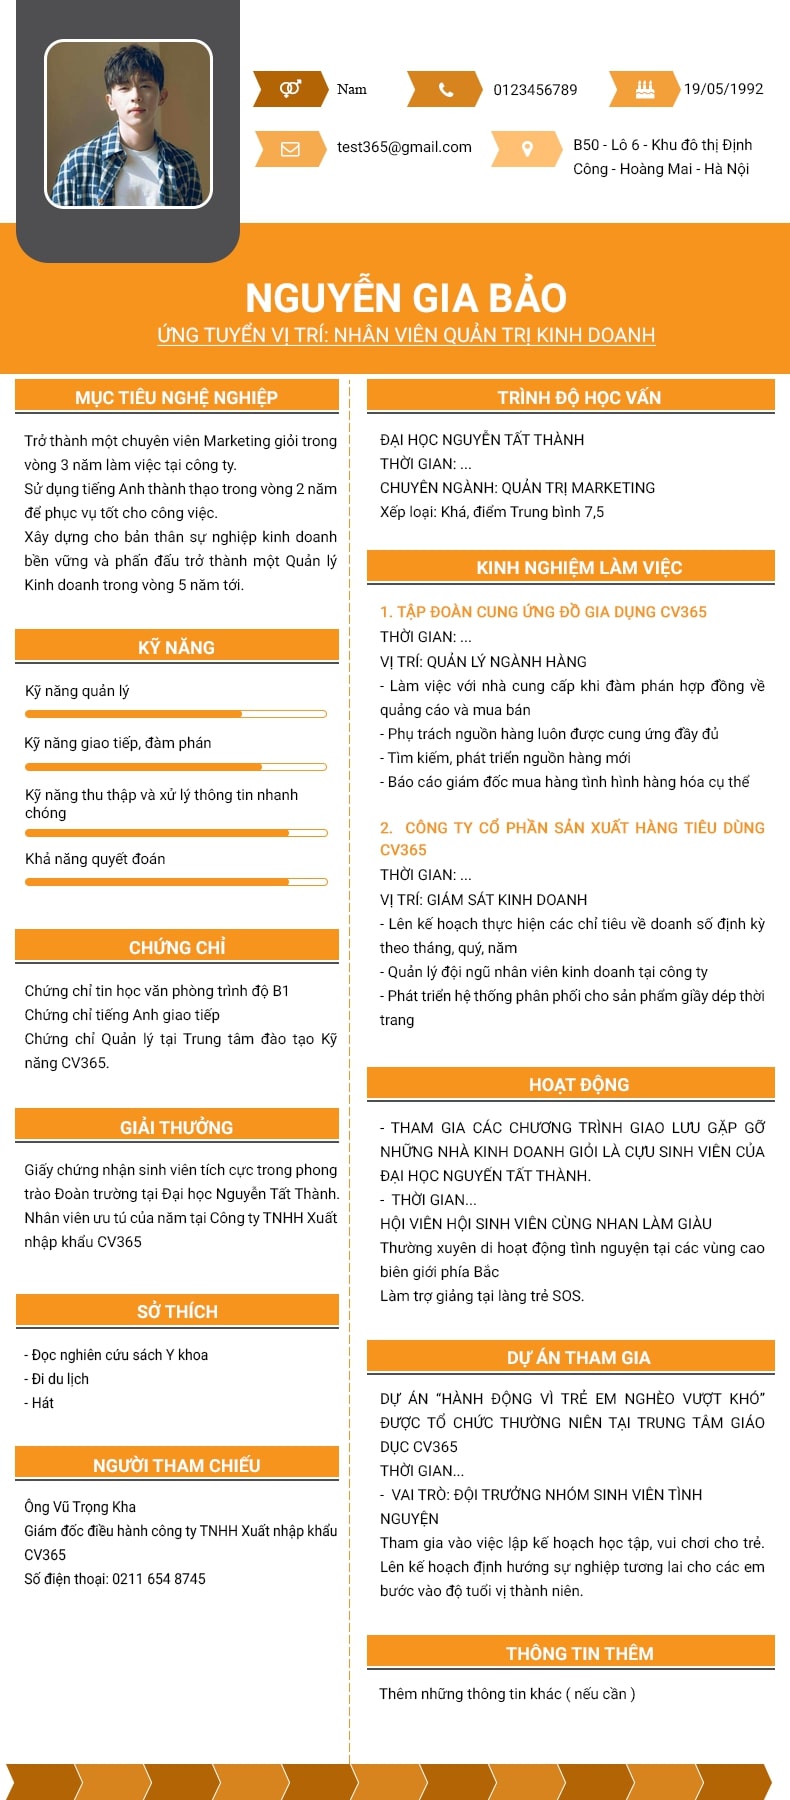 Nam
0123456789
19/05/1992
test365@gmail.com
B50 - Lô 6 - Khu đô thị Định
Công - Hoàng Mai - Hà Nội
NGUYỄN GIA BẢO
ỨNG TUYỂN VỊ TRÍ: NHÂN VIÊN QUẢN TRỊ KINH DOANH
MỤC TIÊU NGHỆ NGHIỆP
Trở thành một chuyên viên Marketing giỏi trong
vòng 3 năm làm việc tại công ty.
Sử dụng tiếng Anh thành thạo trong vòng 2 năm
để phục vụ tốt cho công việc.
Xây dựng cho bản thân sự nghiệp kinh doanh
bền vững và phấn đấu trở thành một Quản lý
Kinh doanh trong vòng 5 năm tới.
KỸ NĂNG
Kỹ năng quản lý
Kỹ năng giao tiếp, đàm phán
Kỹ năng thu thập và xử lý thông tin nhanh
chóng
Khả năng quyết đoán
CHỨNG CHỈ
Chứng chỉ tin học văn phòng trình độ B1
Chứng chỉ tiếng Anh giao tiếp
Chứng chỉ Quản lý tại Trung tâm đào tạo Kỹ
năng CV365.
GIẢI THƯỞNG
Giấy chứng nhận sinh viên tích cực trong phong
trào Đoàn trường tại Đại học Nguyễn Tất Thành.
Nhân viên ưu tú của năm tại Công ty TNHH Xuất
nhập khẩu CV365
SỞ THÍCH
- Đọc nghiên cứu sách Y khoa
- Đi du lịch
- Hát
NGƯỜI THAM CHIẾU
Ông Vũ Trọng Kha
Giám đốc điều hành công ty TNHH Xuất nhập khẩu
CV365
Số điện thoại: 0211 654 8745
TRÌNH ĐỘ HỌC VẤN
ĐẠI HỌC NGUYỄN TẤT THÀNH
THỜI GIAN: ...
CHUYÊN NGÀNH: QUẢN TRỊ MARKETING
Xếp loại: Khá, điểm Trung bình 7,5
KINH NGHIỆM LÀM VIỆC
1. TẬP ĐOÀN CUNG ỨNG ĐỒ GIA DỤNG CV365
THỜI GIAN: ...
VỊ TRÍ: QUẢN LÝ NGÀNH HÀNG
- Làm việc với nhà cung cấp khi đàm phán hợp đồng về
quảng cáo và mua bán
- Phụ trách nguồn hàng luôn được cung ứng đầy đủ
- Tìm kiếm, phát triển nguồn hàng mới
- Báo cáo giám đốc mua hàng tình hình hàng hóa cụ thể
2. CÔNG TY CỔ PHẦN SẢN XUẤT HÀNG TIÊU DÙNG
CV365
THỜI GIAN: ...
VỊ TRÍ: GIÁM SÁT KINH DOANH
- Lên kế hoạch thực hiện các chỉ tiêu về doanh số định kỳ
theo tháng, quý, năm
- Quản lý đội ngũ nhân viên kinh doanh tại công ty
- Phát triển hệ thống phân phối cho sản phẩm giầy dép thời
trang
HOẠT ĐỘNG
- THAM GIA CÁC CHƯƠNG TRÌNH GIAO LƯU GẶP GỠ
NHỮNG NHÀ KINH DOANH GIỎI LÀ CỰU SINH VIÊN CỦA
ĐẠI HỌC NGUYẾN TẤT THÀNH.
- THỜI GIAN...
HỘI VIÊN HỘI SINH VIÊN CÙNG NHAN LÀM GIÀU
Thường xuyên di hoạt động tình nguyện tại các vùng cao
biên giới phía Bắc
Làm trợ giảng tại làng trẻ SOS.
DỰ ÁN THAM GIA
DỰ ÁN “HÀNH ĐỘNG VÌ TRẺ EM NGHÈO VƯỢT KHÓ”
ĐƯỢC TỔ CHỨC THƯỜNG NIÊN TẠI TRUNG TÂM GIÁO
DỤC CV365
THỜI GIAN...
- VAI TRÒ: ĐỘI TRƯỞNG NHÓM SINH VIÊN TÌNH
NGUYỆN
Tham gia vào việc lập kế hoạch học tập, vui chơi cho trẻ.
Lên kế hoạch định hướng sự nghiệp tương lai cho các em
bước vào độ tuổi vị thành niên.
THÔNG TIN THÊM
Thêm những thông tin khác ( nếu cần )